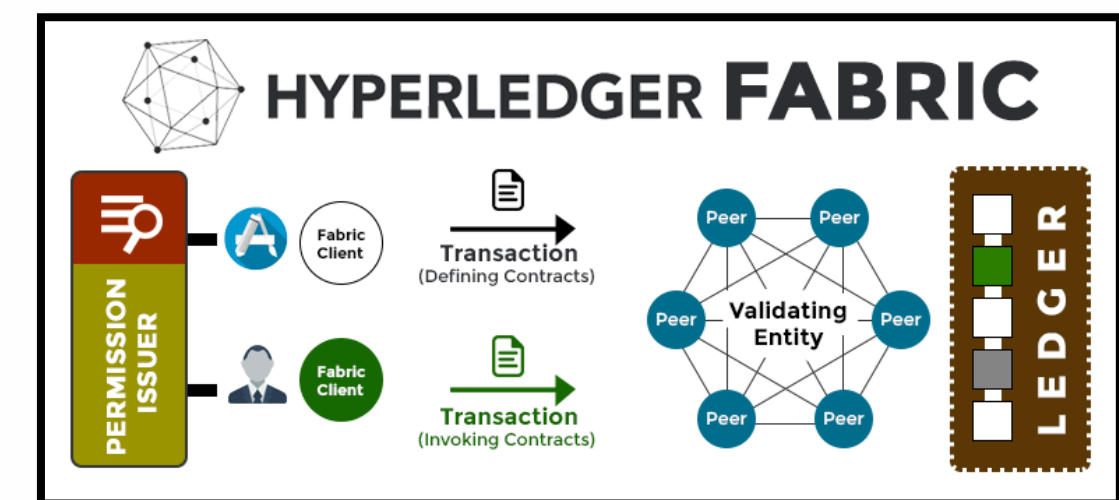 HYPERLEDGER FABRIC
PERMISSION
ISSUER
Fabric
Client
Transaction
(Defining Contracts)
Fabric
Client
Transaction
(Invoking Contracts)
Peer
Peer
Peer
Validating
Entity
Peer
Peer
Peer
LEDGER